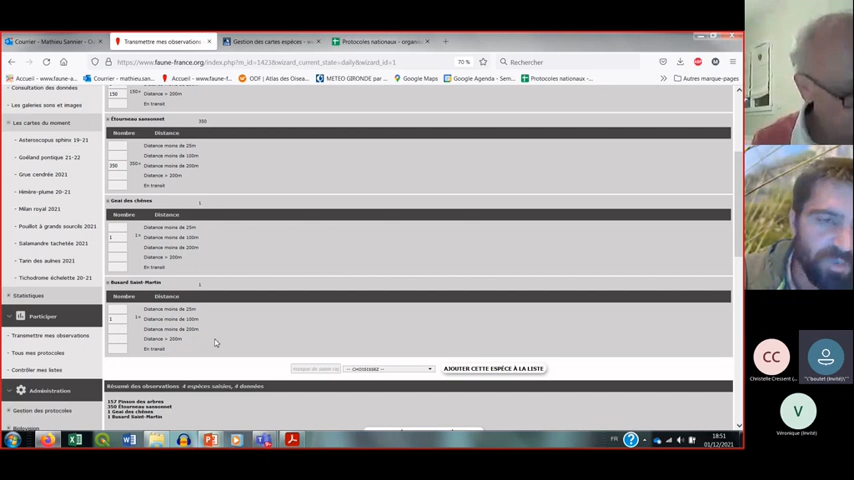 Courrier - Mathieu Sannier - Ou
Transmettre mes observations
Gestion des cartes espèces - w
Protocoles nationaux - organis
https://www.faune-france.org/index.php?m_id=1423&wizard_current_state=daily&wizard_id=1
70 %
Rechercher
Accueil - www.faune-a...
Courrier - mathieu.san...
Accueil - www.faune-f...
ODF | Atlas des Oisea...
METEO GIRONDE par ...
Google Maps
Google Agenda - Sem...
Protocoles nationaux -...
Autres marque-pages
Consultation des données
Les galeries sons et images
Les cartes du moment
Asteroscopus sphinx 19-21
Goéland pontique 21-22
Grue cendrée 2021
Hérime-plume 20-21
Milan royal 2021
Pouillot à grands sourcils 2021
Salamandre tachetée 2021
Tarin des aulnes 2021
Tichodrome échelette 20-21
Statistiques
Participer
Transmettre mes observations
Tous mes protocoles
Contrôler mes listes
Administration
Gestion des protocoles
Biolovision
150 150× Distance > 200m
En transit
Étourneau sansonnet 350
Nombre Distance
Distance moins de 25m
Distance moins de 100m
350 350× Distance moins de 200m
Distance > 200m
En transit
Geai des chênes 1
Nombre Distance
Distance moins de 25m
1 1× Distance moins de 100m
Distance moins de 200m
Distance > 200m
En transit
Busard Saint-Martin 1
Nombre Distance
Distance moins de 25m
1 1× Distance moins de 100m
Distance moins de 200m
Distance > 200m
En transit
-- CHOISISSEZ --
AJOUTER CETTE ESPÈCE À LA LISTE
Résumé des observations 4 espèces saisies, 4 données
157 Pinson des arbres
350 Étourneau sansonnet
1 Geai des chênes
1 Busard Saint-Martin
FR
18:51
01/12/2021
CC
Christelle Cressent (...
"C'boutet (Invité)\"
V
Véronique (Invité)